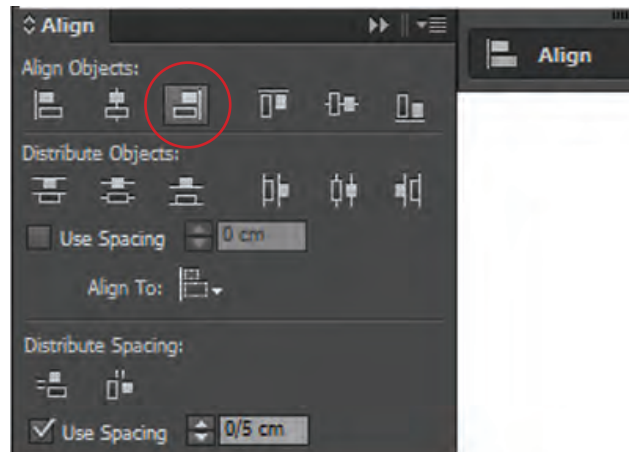 Align
Align
Align Objects:
Distribute Objects:
Use Spacing 0 cm
Align To:
Distribute Spacing:
Use Spacing 0/5 cm